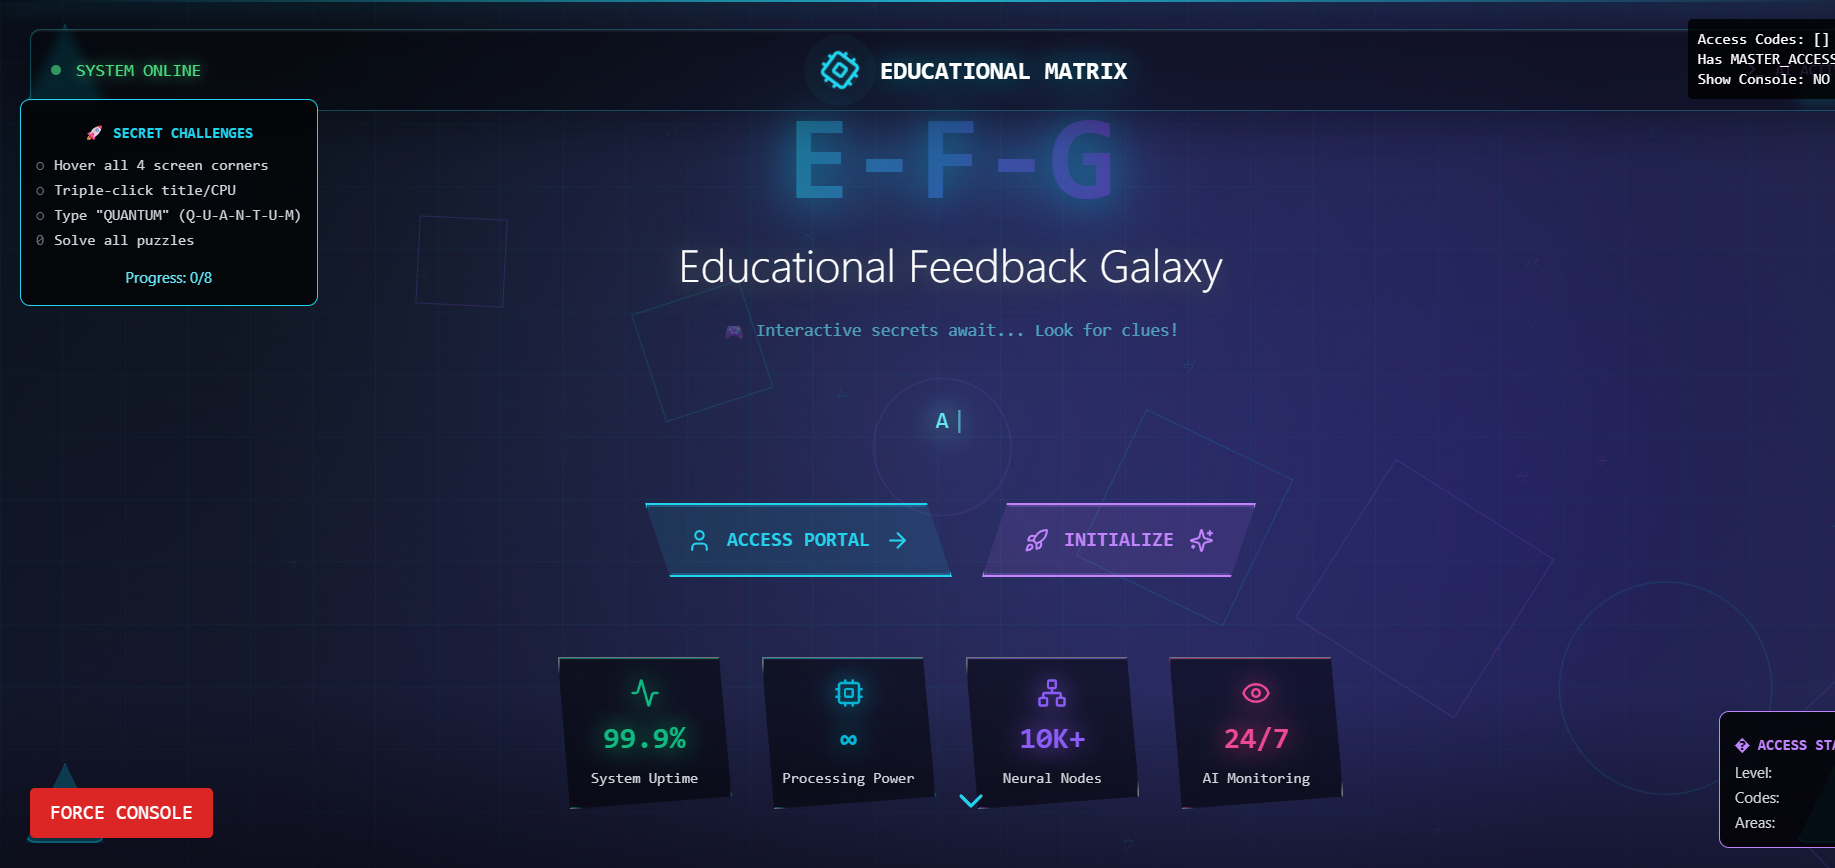 SYSTEM ONLINE
EDUCATIONAL MATRIX
Access Codes: []
Has MASTER_ACCESS
Show Console: NO
🚀 SECRET CHALLENGES
○ Hover all 4 screen corners
○ Triple-click title/CPU
○ Type "QUANTUM" (Q-U-A-N-T-U-M)
0 Solve all puzzles
Progress: 0/8
E-F-G
Educational Feedback Galaxy
🎮 Interactive secrets await... Look for clues!
A|
ACCESS PORTAL →
INITIALIZE
99.9%
System Uptime
∞
Processing Power
10K+
Neural Nodes
24/7
AI Monitoring
FORCE CONSOLE
� ACCESS STA
Level:
Codes:
Areas: